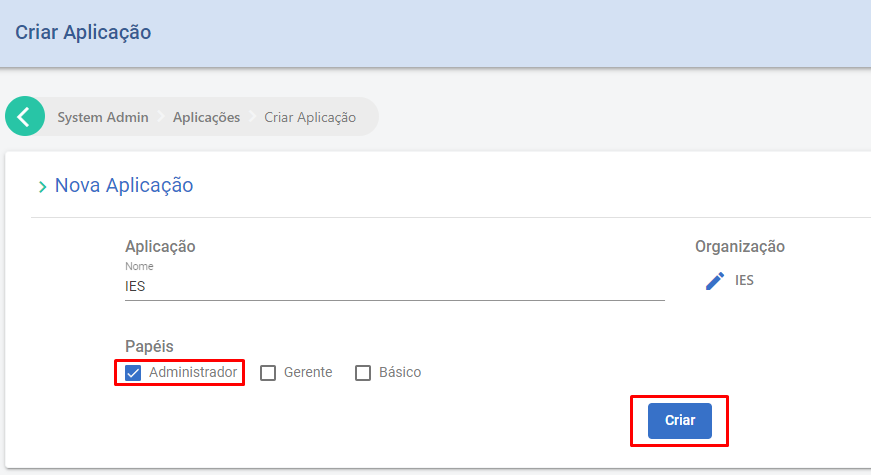 Criar Aplicação
System Admin Aplicações Criar Aplicação
Nova Aplicação
Aplicação Organização
Nome
IES IES
Papéis
Administrador Gerente Básico
Criar